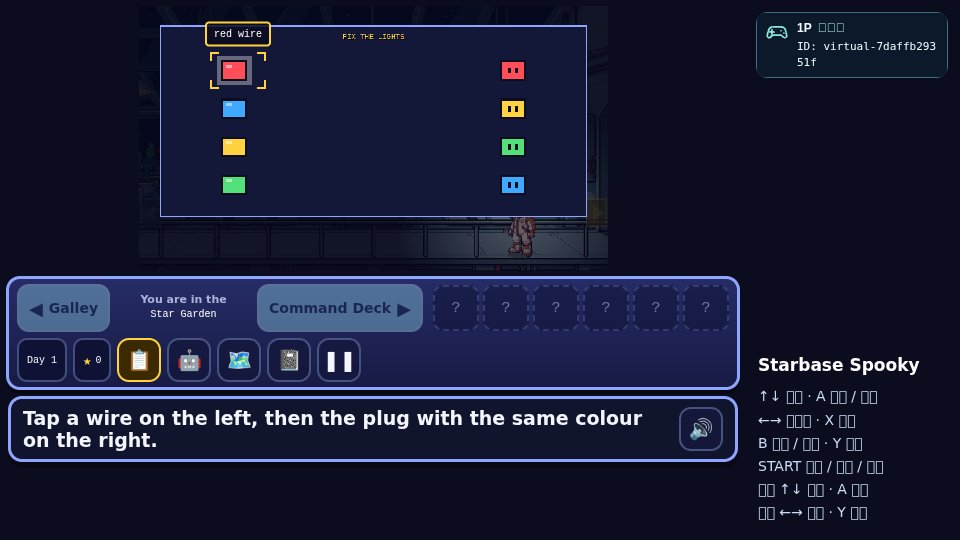 red wire
FIX THE LIGHTS
1P
ID: virtual-7daffb293
51f
Galley
You are in the
Star Garden
Command Deck
? ? ? ? ? ?
Day 1
0
Tap a wire on the left, then the plug with the same colour
on the right.
Starbase Spooky
↑↓ · A /
←→ · X
B / · Y
START / /
↑↓ · A
←→ · Y